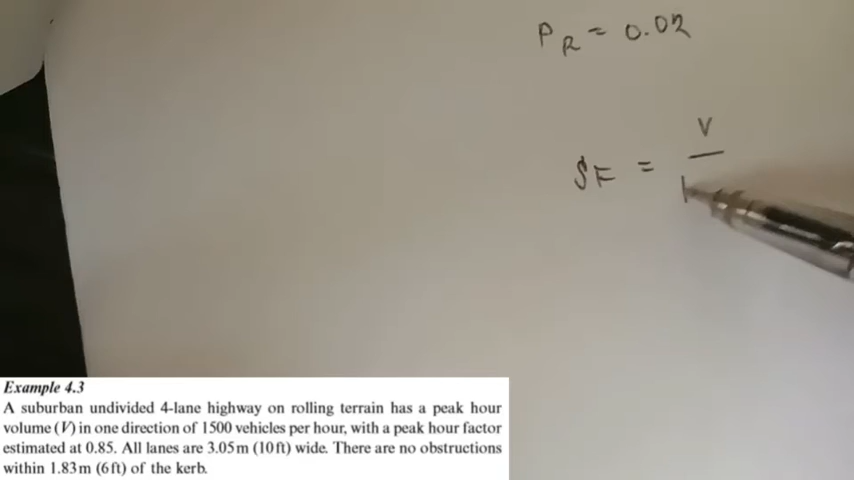 P_R = 0.02
SF = V
Example 4.3
A suburban undivided 4-lane highway on rolling terrain has a peak hour
volume (V) in one direction of 1500 vehicles per hour, with a peak hour factor
estimated at 0.85. All lanes are 3.05 m (10 ft) wide. There are no obstructions
within 1.83 m (6 ft) of the kerb.